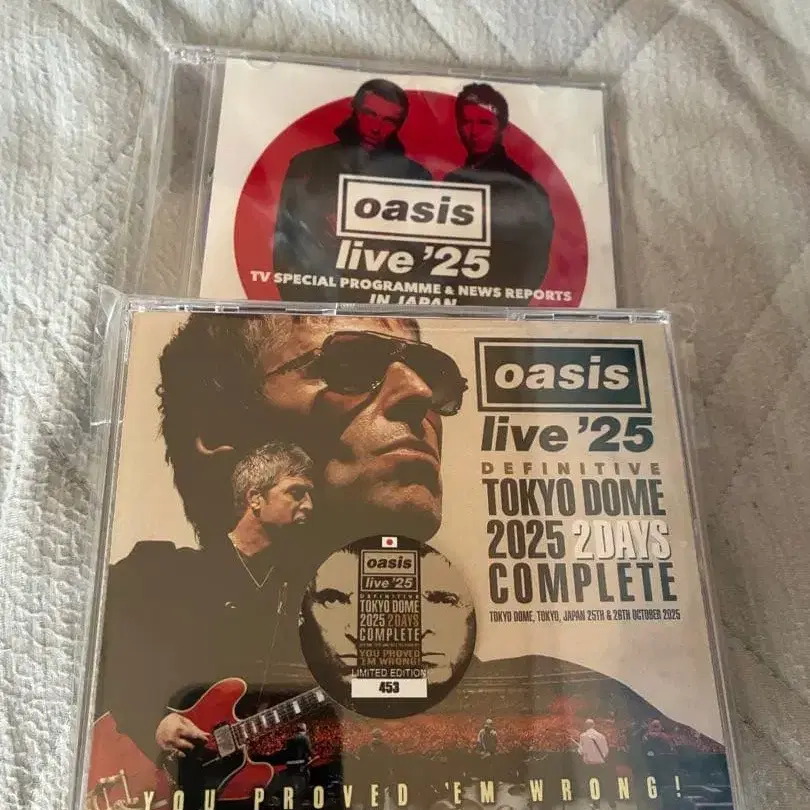 oasis
live '25
TV SPECIAL PROGRAMME & NEWS REPORTS
IN JAPAN
oasis
live '25
DEFINITIVE
TOKYO DOME
2025 2DAYS
COMPLETE
TOKYO DOME, TOKYO, JAPAN 25TH & 26TH OCTOBER 2025
oasis
live '25
DEFINITIVE
TOKYO DOME
2025 2DAYS
COMPLETE
YOU PROVED
'EM WRONG!
LIMITED EDITION
453
YOU PROVED 'EM WRONG!